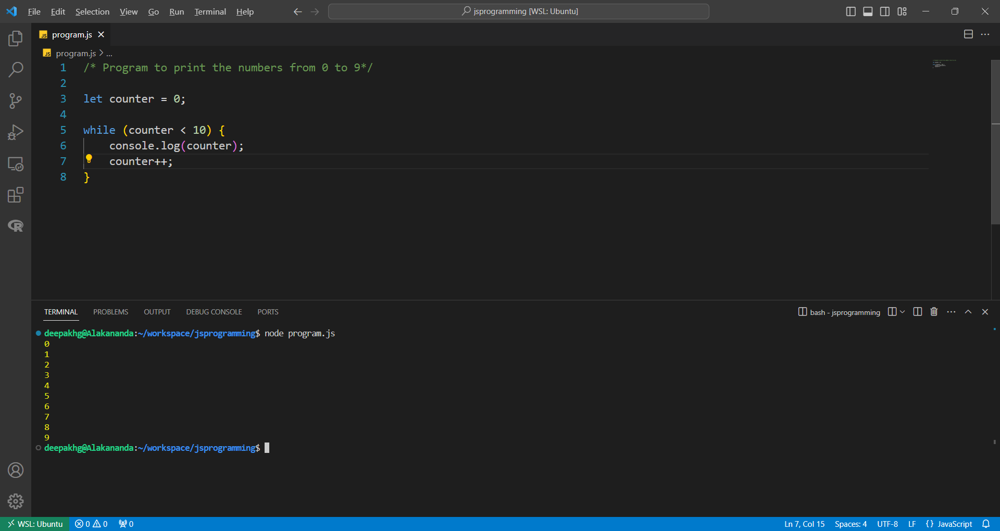 File Edit Selection View Go Run Terminal Help
jsprogramming [WSL: Ubuntu]
JS program.js
JS program.js > ...
1 /* Program to print the numbers from 0 to 9*/
2
3 let counter = 0;
4
5 while (counter < 10) {
6     console.log(counter);
7     counter++;
8 }
TERMINAL PROBLEMS OUTPUT DEBUG CONSOLE PORTS
bash - jsprogramming
deepakhg@Alakananda:~/workspace/jsprogramming$ node program.js
0
1
2
3
4
5
6
7
8
9
deepakhg@Alakananda:~/workspace/jsprogramming$
WSL: Ubuntu 0 0 0
Ln 7, Col 15 Spaces: 4 UTF-8 LF {} JavaScript